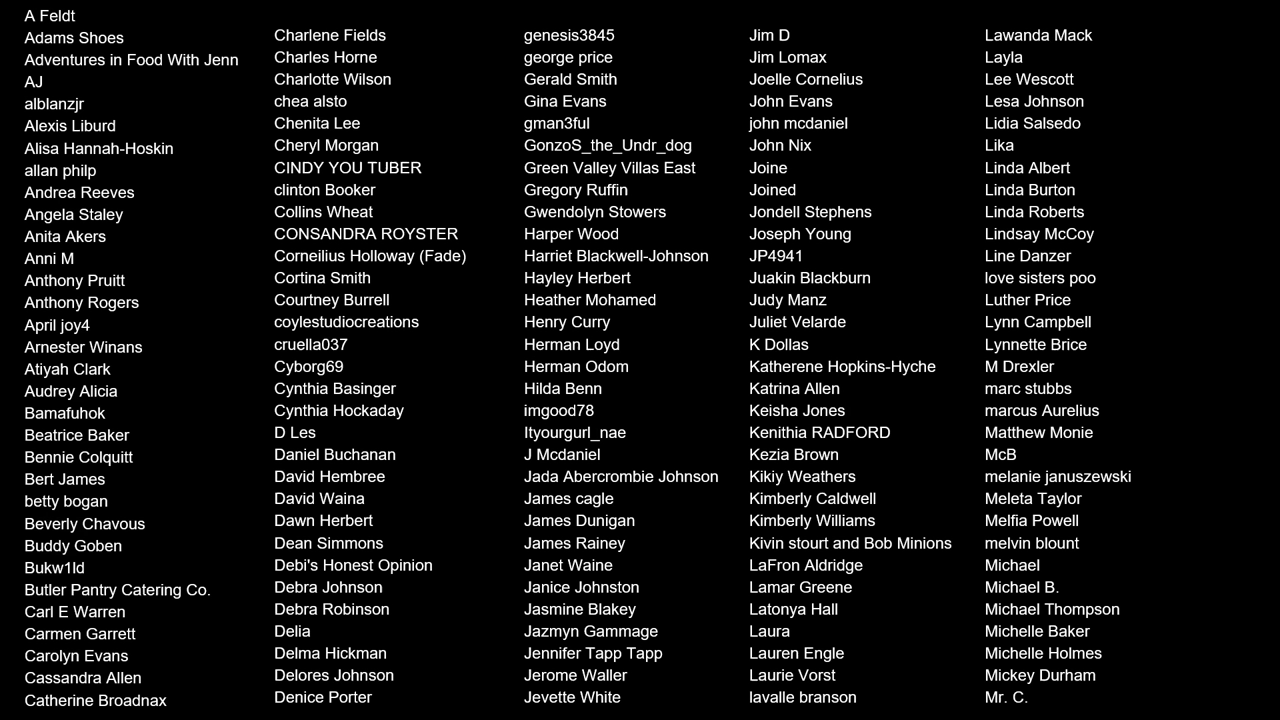 A Feldt
Adams Shoes
Adventures in Food With Jenn
AJ
alblanzjr
Alexis Liburd
Alisa Hannah-Hoskin
allan philp
Andrea Reeves
Angela Staley
Anita Akers
Anni M
Anthony Pruitt
Anthony Rogers
April joy4
Arnester Winans
Atiyah Clark
Audrey Alicia
Bamafuhok
Beatrice Baker
Bennie Colquitt
Bert James
betty bogan
Beverly Chavous
Buddy Goben
Bukw1ld
Butler Pantry Catering Co.
Carl E Warren
Carmen Garrett
Carolyn Evans
Cassandra Allen
Catherine Broadnax
Charlene Fields
Charles Horne
Charlotte Wilson
chea alsto
Chenita Lee
Cheryl Morgan
CINDY YOU TUBER
clinton Booker
Collins Wheat
CONSANDRA ROYSTER
Corneilius Holloway (Fade)
Cortina Smith
Courtney Burrell
coylestudiocreations
cruella037
Cyborg69
Cynthia Basinger
Cynthia Hockaday
D Les
Daniel Buchanan
David Hembree
David Waina
Dawn Herbert
Dean Simmons
Debi's Honest Opinion
Debra Johnson
Debra Robinson
Delia
Delma Hickman
Delores Johnson
Denice Porter
genesis3845
george price
Gerald Smith
Gina Evans
gman3ful
GonzoS_the_Undr_dog
Green Valley Villas East
Gregory Ruffin
Gwendolyn Stowers
Harper Wood
Harriet Blackwell-Johnson
Hayley Herbert
Heather Mohamed
Henry Curry
Herman Loyd
Herman Odom
Hilda Benn
imgood78
Ityourgurl_nae
J Mcdaniel
Jada Abercrombie Johnson
James cagle
James Dunigan
James Rainey
Janet Waine
Janice Johnston
Jasmine Blakey
Jazmyn Gammage
Jennifer Tapp Tapp
Jerome Waller
Jevette White
Jim D
Jim Lomax
Joelle Cornelius
John Evans
john mcdaniel
John Nix
Joine
Joined
Jondell Stephens
Joseph Young
JP4941
Juakin Blackburn
Judy Manz
Juliet Velarde
K Dollas
Katherene Hopkins-Hyche
Katrina Allen
Keisha Jones
Kenithia RADFORD
Kezia Brown
Kikiy Weathers
Kimberly Caldwell
Kimberly Williams
Kivin stourt and Bob Minions
LaFron Aldridge
Lamar Greene
Latonya Hall
Laura
Lauren Engle
Laurie Vorst
lavalle branson
Lawanda Mack
Layla
Lee Wescott
Lesa Johnson
Lidia Salsedo
Lika
Linda Albert
Linda Burton
Linda Roberts
Lindsay McCoy
Line Danzer
love sisters poo
Luther Price
Lynn Campbell
Lynnette Brice
M Drexler
marc stubbs
marcus Aurelius
Matthew Monie
McB
melanie januszewski
Meleta Taylor
Melfia Powell
melvin blount
Michael
Michael B.
Michael Thompson
Michelle Baker
Michelle Holmes
Mickey Durham
Mr. C.